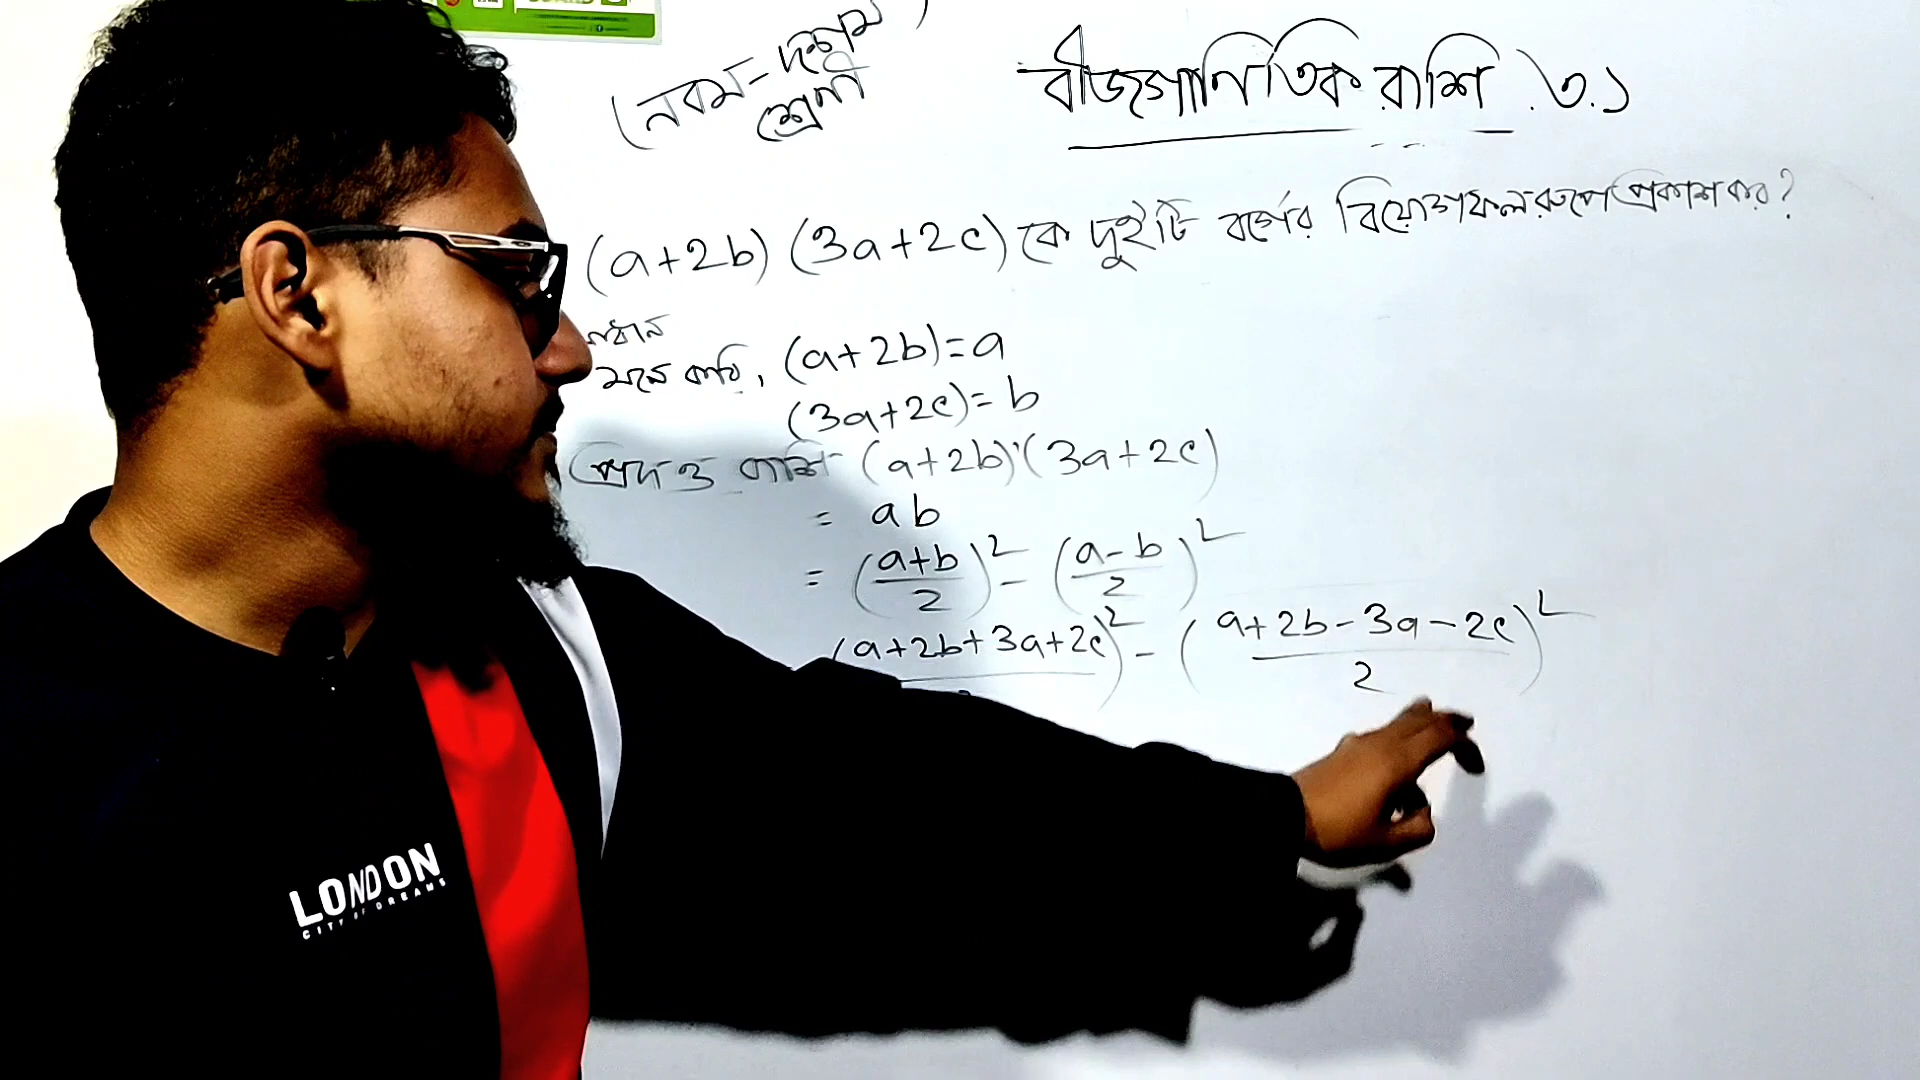 (নবম-দশম
শ্রেণী
বীজগাণিতিক রাশি ৩.১
(a+2b) (3a+2c) কে দুইটি বর্গের বিয়োগফলরুপে প্রকাশ কর?
মনে করি, (a+2b)=a
(3a+2c)= b
প্রদত্ত রাশি (a+2b)(3a+2c)
= ab
= (a+b/2)² - (a-b/2)²
(a+2b+3a+2c)² - (a+2b-3a-2c/2)²
LONDON
CITY OF DREAMS